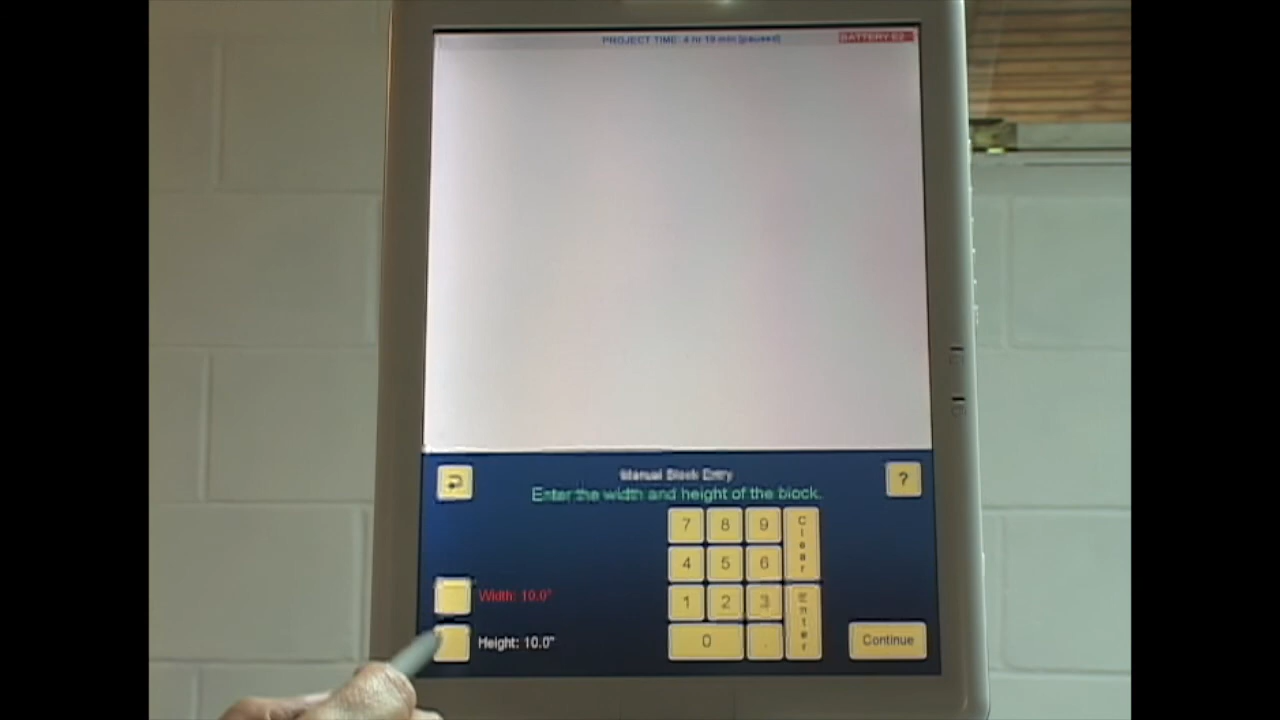 PROJECT TIME: 4 hr 19 min [paused]
BATTERY
Manual Block Entry
?
Enter the width and height of the block.
7 8 9 Clear
4 5 6
Width: 10.0"
1 2 3 Enter
Height: 10.0"
0 . Continue